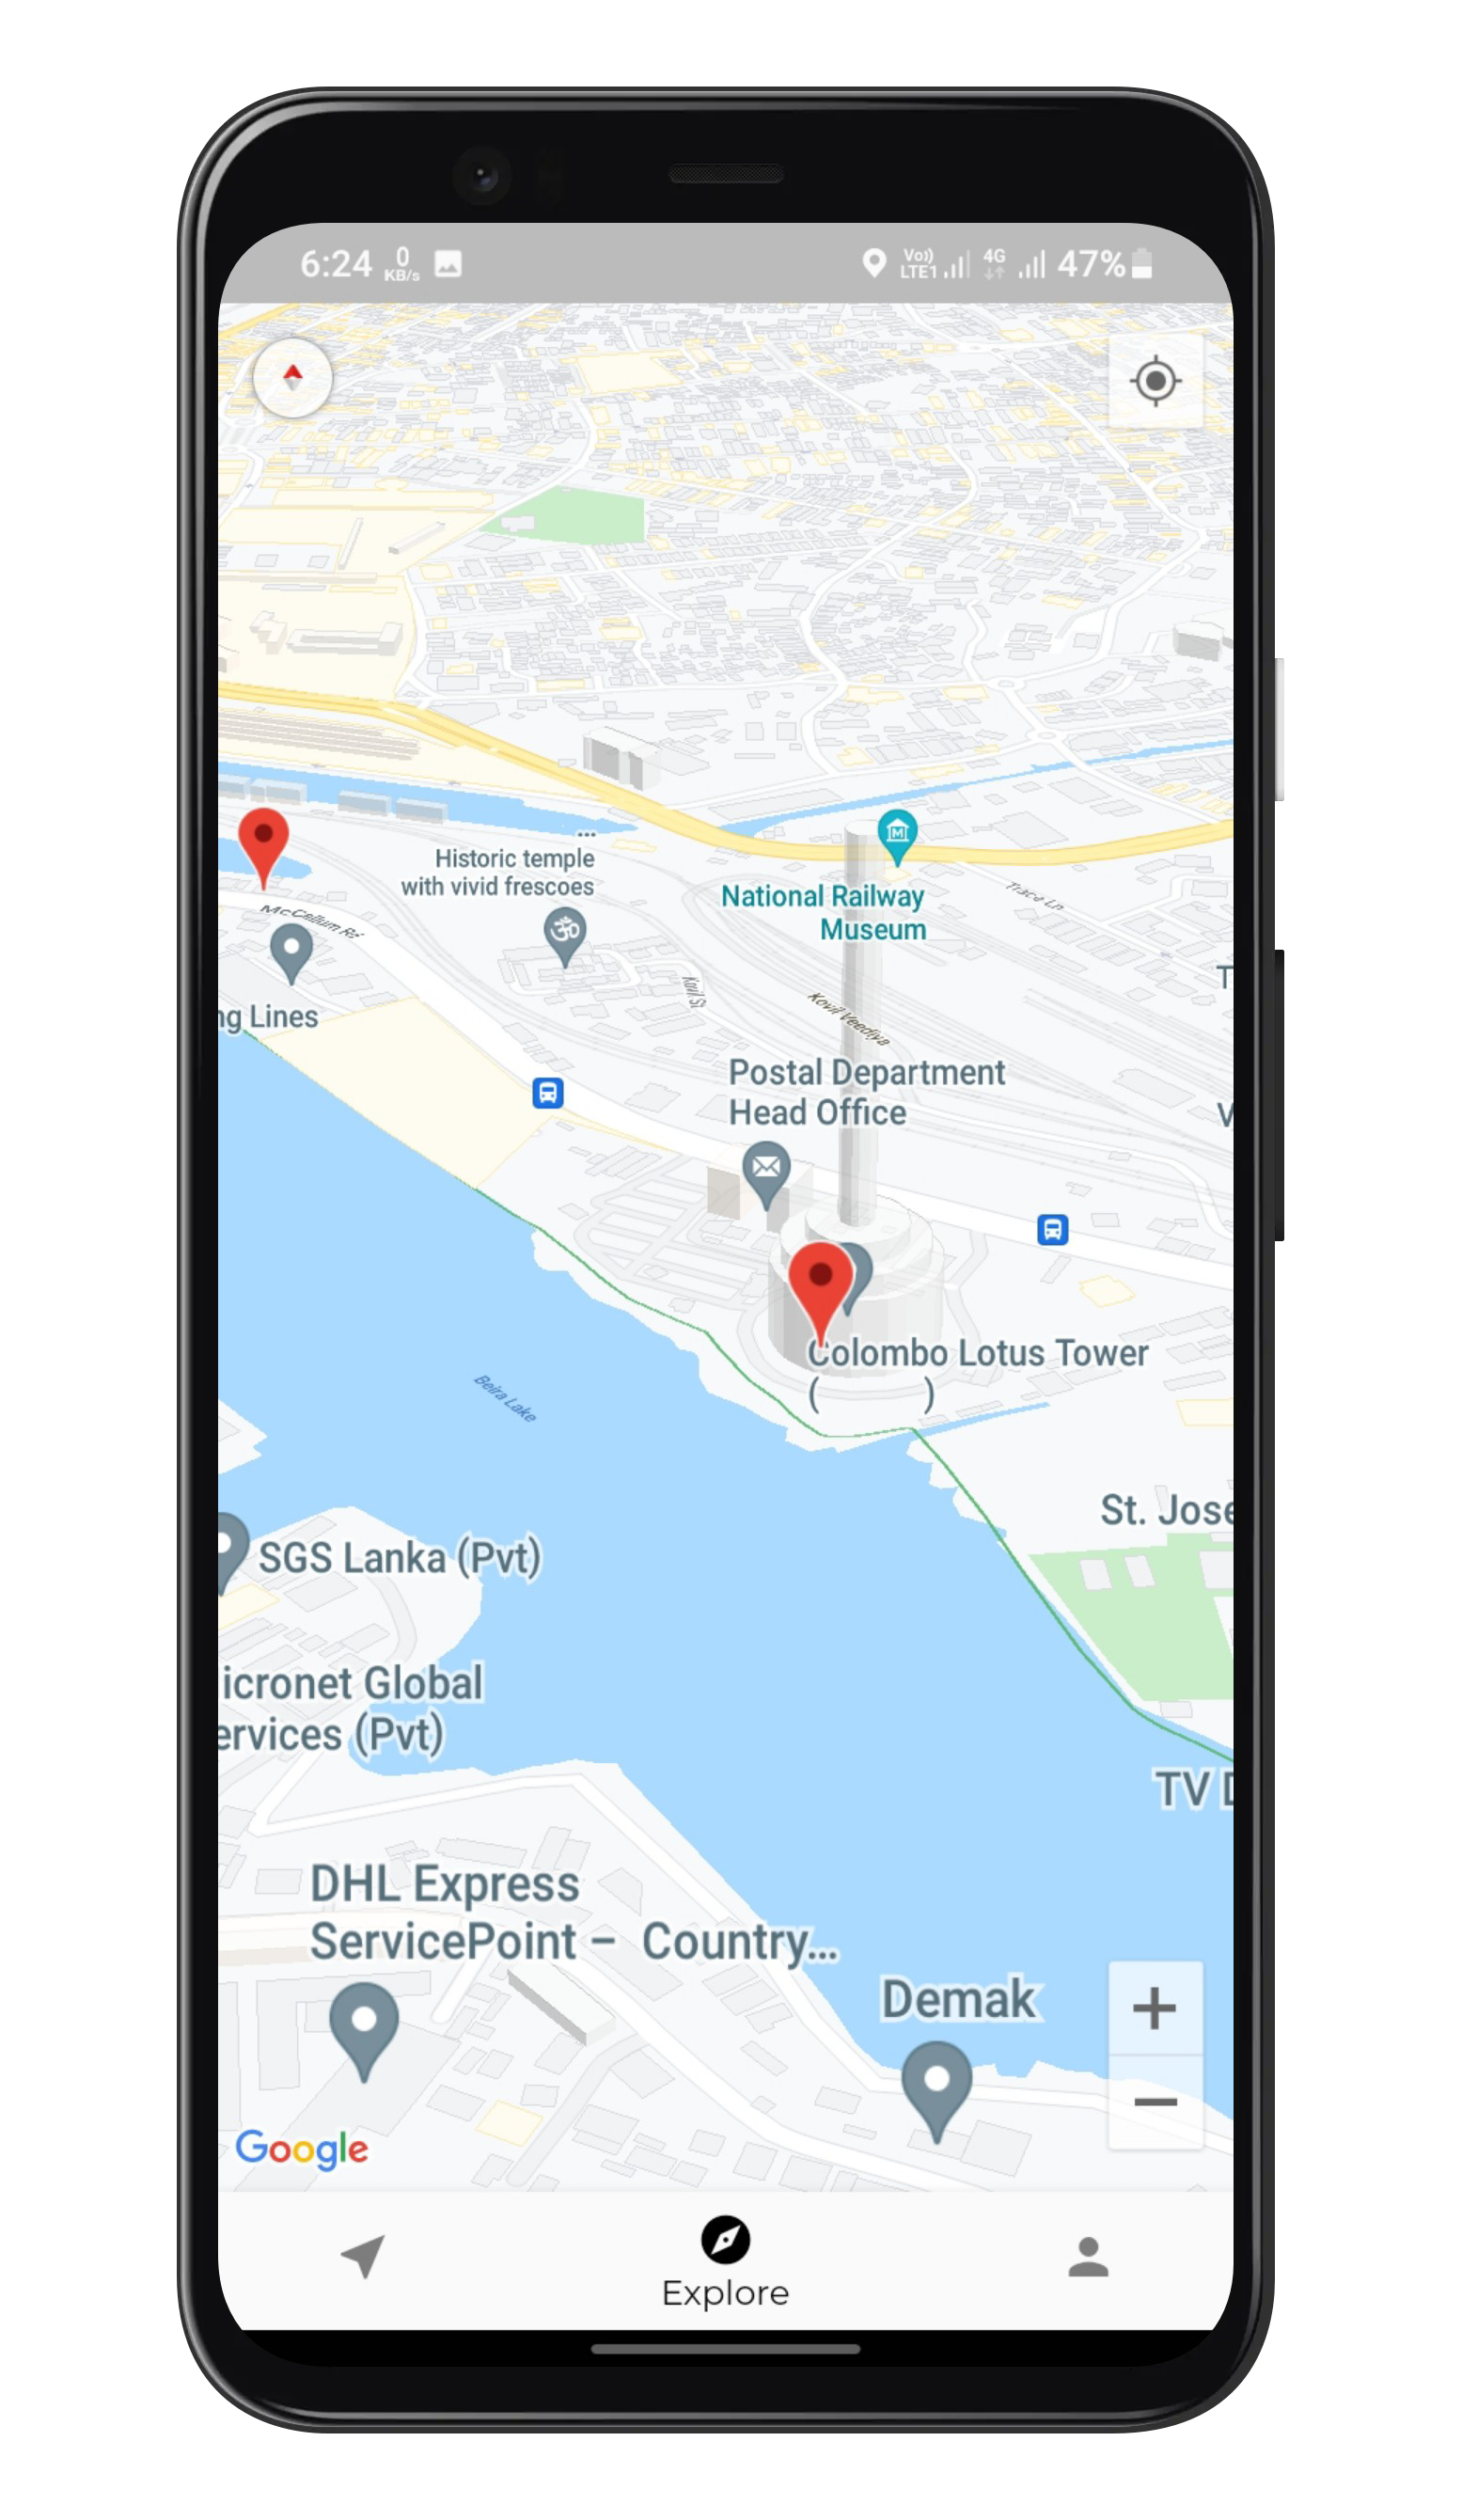 6:24
0
KB/s
Vo))
LTE1
4G
47%
...
Historic temple
with vivid frescoes
National Railway
Museum
Trace Ln
McCallum Rd
Kovil St
ng Lines
Kovil Veediya
T
V
Postal Department
Head Office
Colombo Lotus Tower
( )
Beira Lake
St. Jose
SGS Lanka (Pvt)
icronet Global
ervices (Pvt)
TV D
DHL Express
ServicePoint – Country...
Demak
+
−
Google
Explore